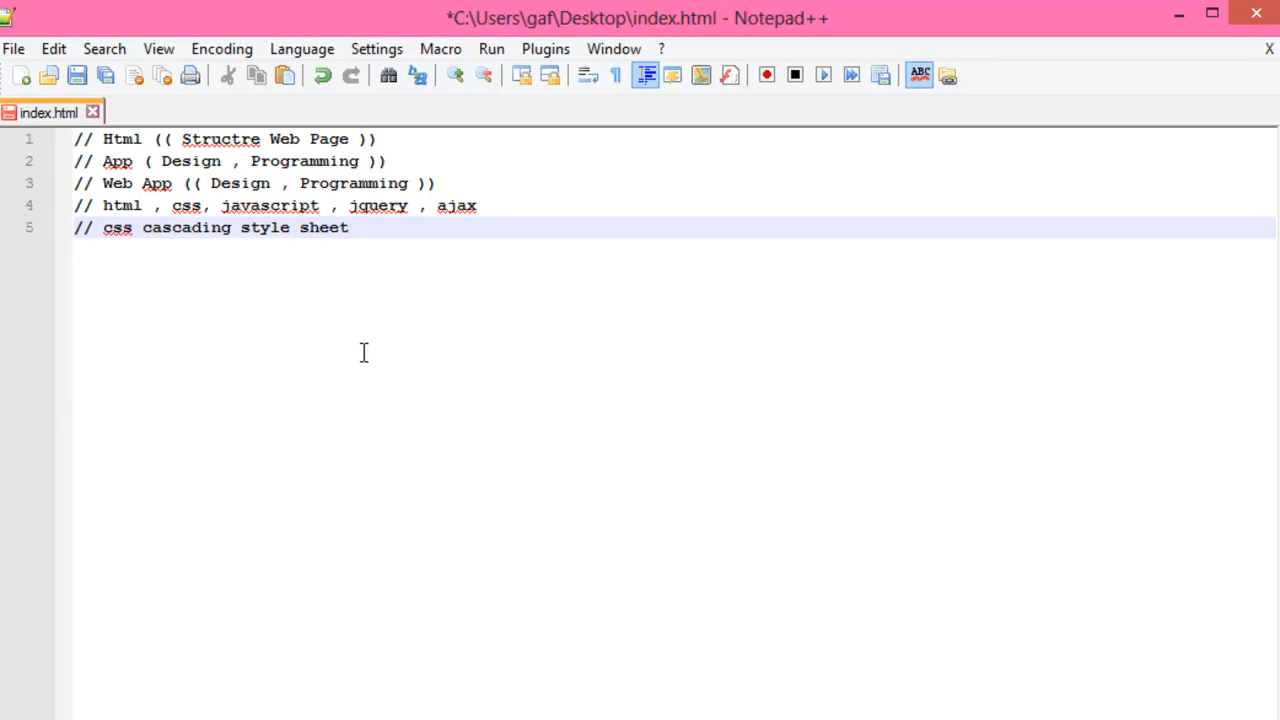 *C:\Users\gaf\Desktop\index.html - Notepad++
File Edit Search View Encoding Language Settings Macro Run Plugins Window ? X
ABC
index.html
1 // Html (( Structre Web Page ))
2 // App ( Design , Programming ))
3 // Web App (( Design , Programming ))
4 // html , css, javascript , jquery , ajax
5 // css cascading style sheet